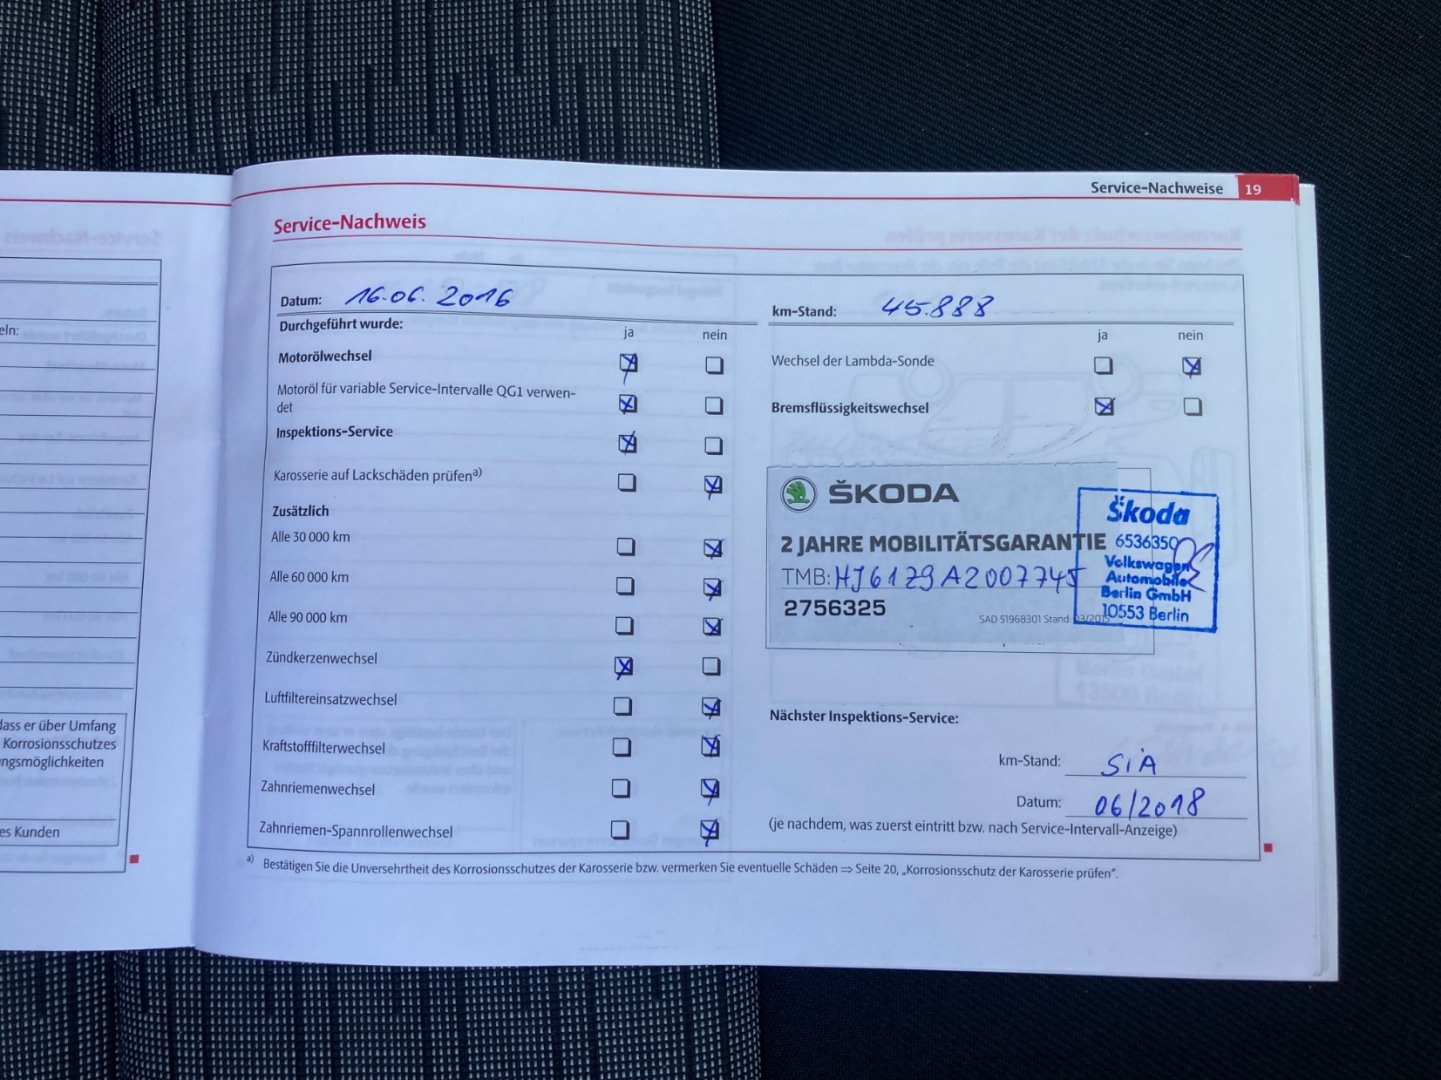 Service-Nachweise 19
Service-Nachweis
eln:
dass er über Umfang
Korrosionsschutzes
ngsmöglichkeiten
es Kunden
Datum: 16.06.2016
Durchgeführt wurde:
ja nein
Motorölwechsel
Motoröl für variable Service-Intervalle QG1 verwen-
det
Inspektions-Service
Karosserie auf Lackschäden prüfen a)
Zusätzlich
Alle 30 000 km
Alle 60 000 km
Alle 90 000 km
Zündkerzenwechsel
Luftfiltereinsatzwechsel
Kraftstofffilterwechsel
Zahnriemenwechsel
Zahnriemen-Spannrollenwechsel
km-Stand: 45.888
ja nein
Wechsel der Lambda-Sonde
Bremsflüssigkeitswechsel
ŠKODA
2 JAHRE MOBILITÄTSGARANTIE
TMB: HJ61Z9A2007745
2756325
SAD 51968301 Stand:
Škoda
6536350
Volkswagen
Automobile
Berlin GmbH
10553 Berlin
Nächster Inspektions-Service:
km-Stand: SIA
Datum: 06/2018
(je nachdem, was zuerst eintritt bzw. nach Service-Intervall-Anzeige)
a) Bestätigen Sie die Unversehrtheit des Korrosionsschutzes der Karosserie bzw. vermerken Sie eventuelle Schäden ⇒ Seite 20, „Korrosionsschutz der Karosserie prüfen“.